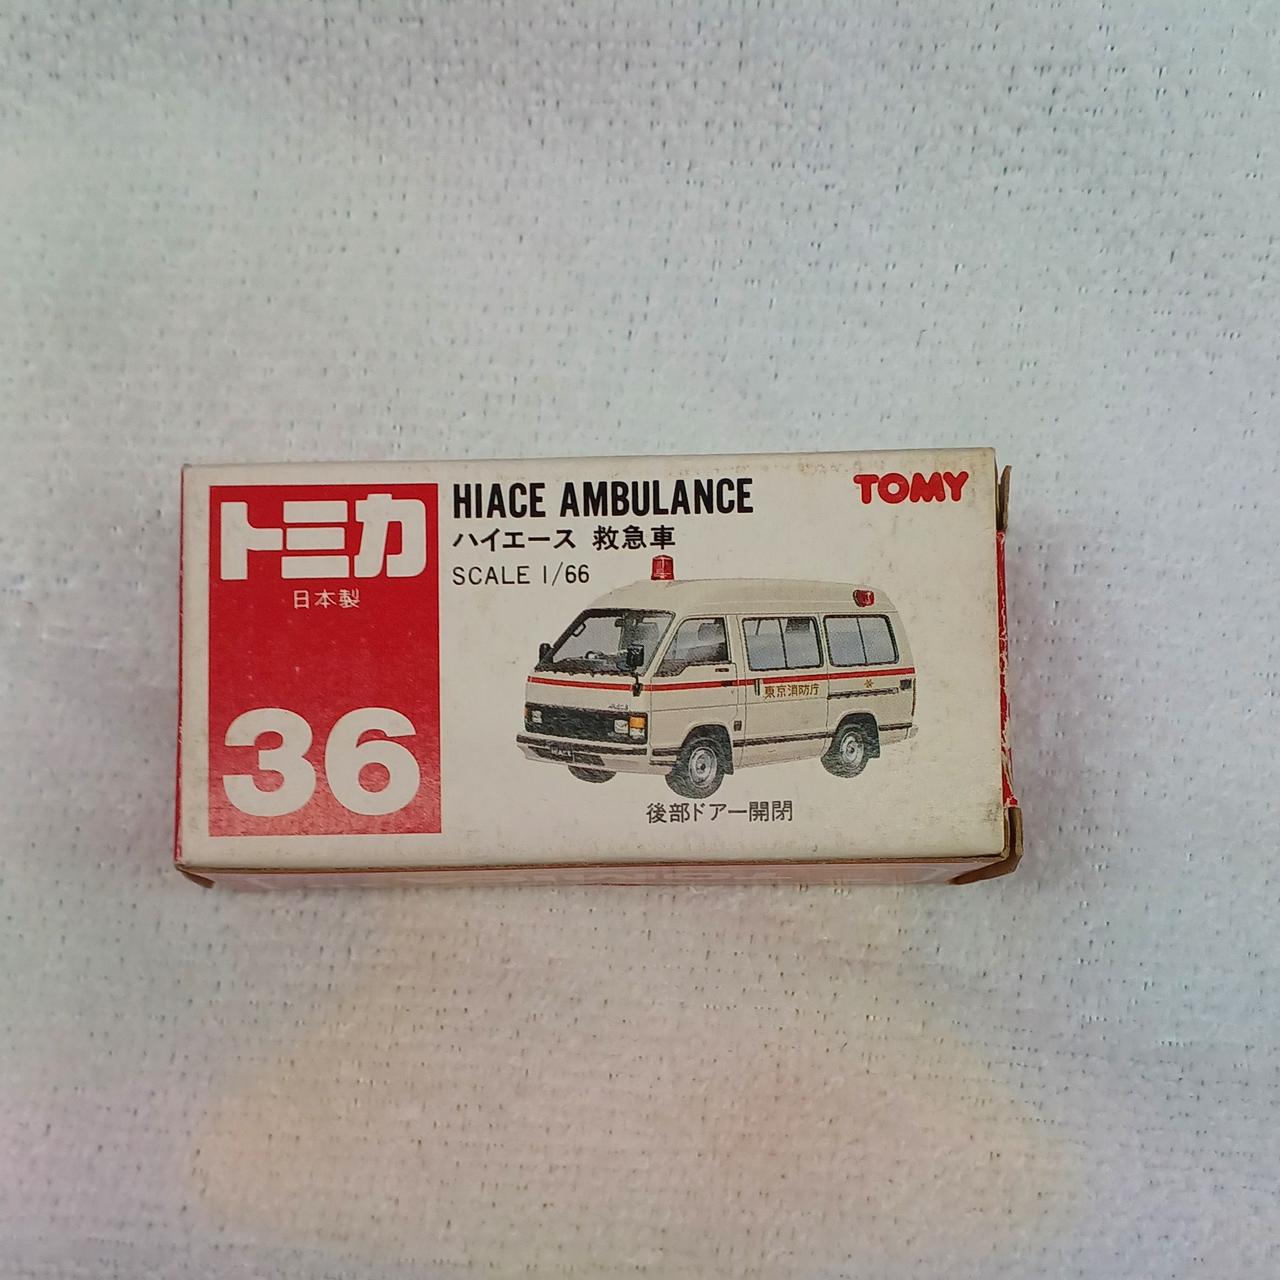 トミカ
日本製
36
HIACE AMBULANCE
ハイエース 救急車
SCALE 1/66
TOMY
東京消防庁
後部ドアー開閉